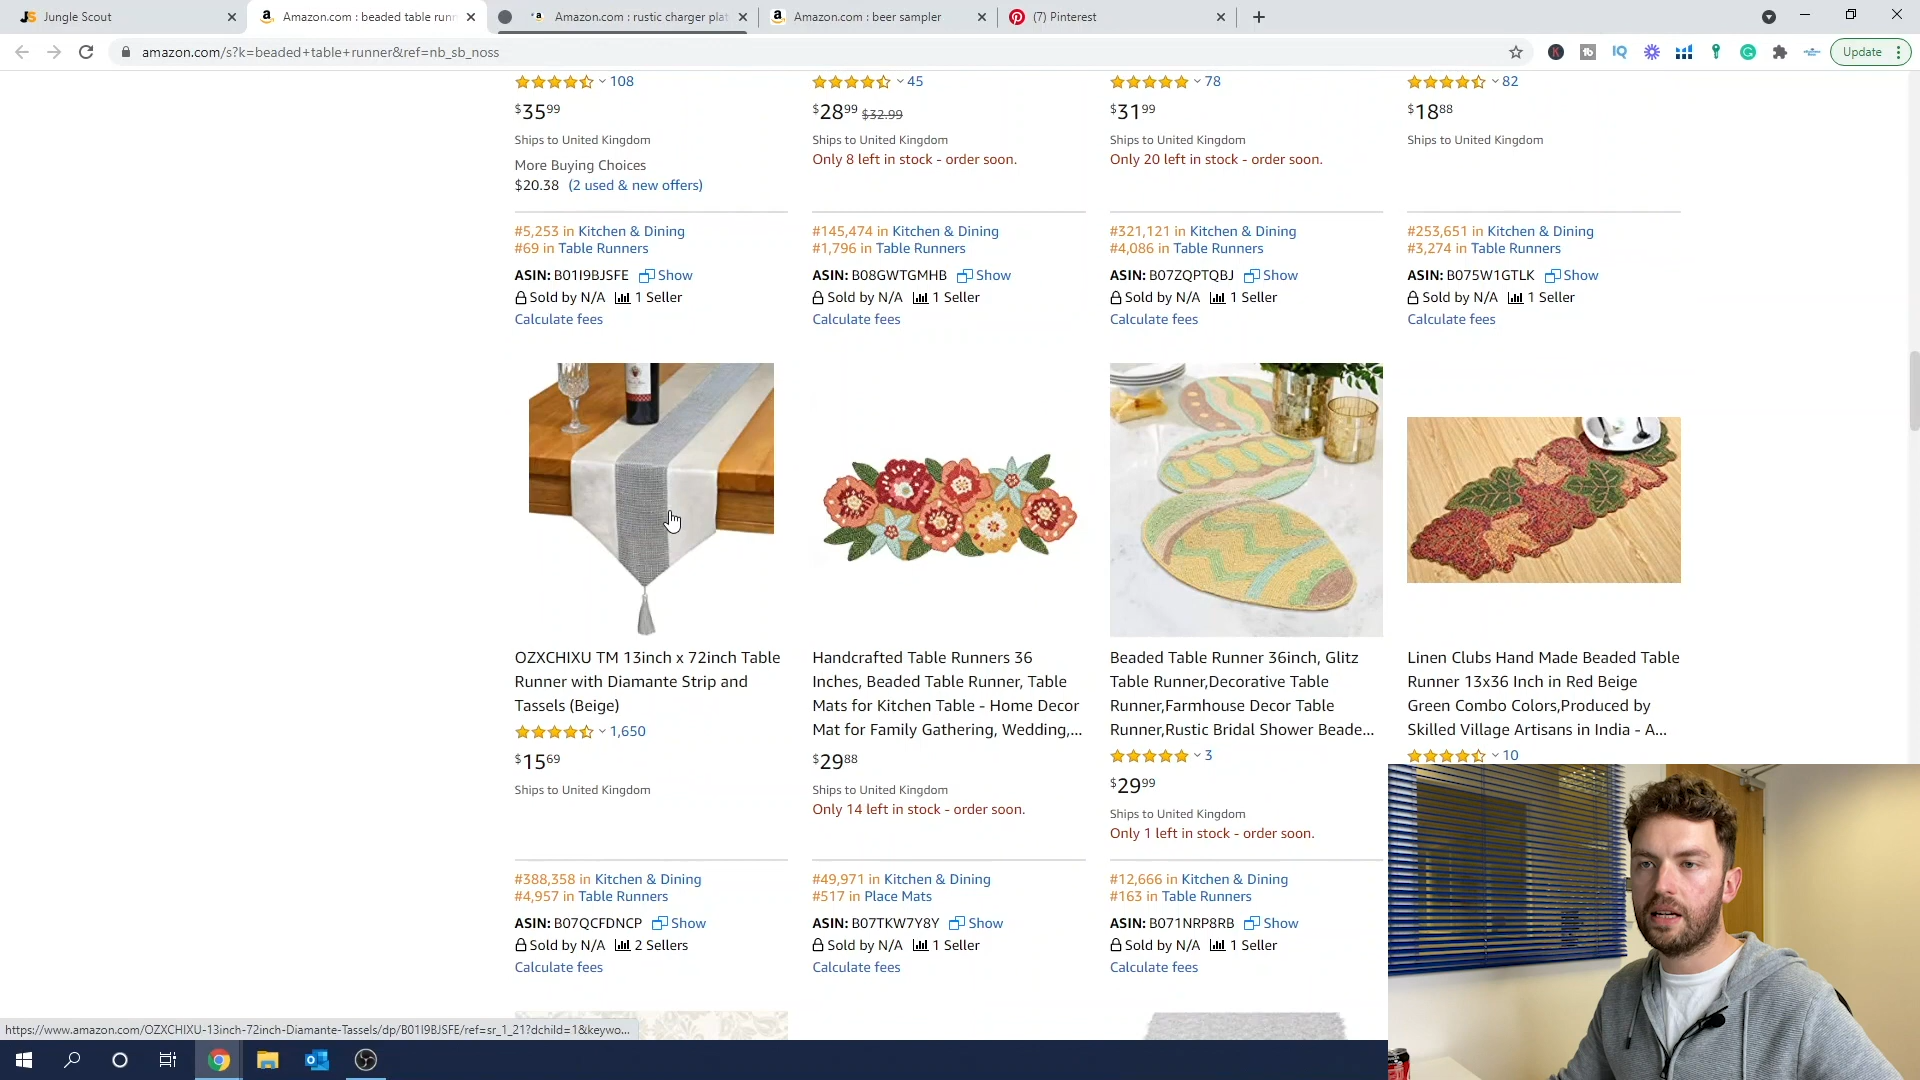 Jungle Scout
Amazon.com : beaded table runn
Amazon.com : rustic charger plat
Amazon.com : beer sampler
(7) Pinterest
amazon.com/s?k=beaded+table+runner&ref=nb_sb_noss
Update
108
45
78
82
$35 99
$28 99 $32.99
$31 99
$18 88
Ships to United Kingdom
Ships to United Kingdom
Ships to United Kingdom
Ships to United Kingdom
More Buying Choices
Only 8 left in stock - order soon.
Only 20 left in stock - order soon.
$20.38 (2 used & new offers)
#5,253 in Kitchen & Dining
#145,474 in Kitchen & Dining
#321,121 in Kitchen & Dining
#253,651 in Kitchen & Dining
#69 in Table Runners
#1,796 in Table Runners
#4,086 in Table Runners
#3,274 in Table Runners
ASIN: B01I9BJSFE Show
ASIN: B08GWTGMHB Show
ASIN: B07ZQPTQBJ Show
ASIN: B075W1GTLK Show
Sold by N/A 1 Seller
Sold by N/A 1 Seller
Sold by N/A 1 Seller
Sold by N/A 1 Seller
Calculate fees
Calculate fees
Calculate fees
Calculate fees
OZXCHIXU TM 13inch x 72inch Table
Runner with Diamante Strip and
Tassels (Beige)
1,650
$15 69
Ships to United Kingdom
#388,358 in Kitchen & Dining
#4,957 in Table Runners
ASIN: B07QCFDNCP Show
Sold by N/A 2 Sellers
Calculate fees
Handcrafted Table Runners 36
Inches, Beaded Table Runner, Table
Mats for Kitchen Table - Home Decor
Mat for Family Gathering, Wedding,...
$29 88
Ships to United Kingdom
Only 14 left in stock - order soon.
#49,971 in Kitchen & Dining
#517 in Place Mats
ASIN: B07TKW7Y8Y Show
Sold by N/A 1 Seller
Calculate fees
Beaded Table Runner 36inch, Glitz
Table Runner,Decorative Table
Runner,Farmhouse Decor Table
Runner,Rustic Bridal Shower Beade...
3
$29 99
Ships to United Kingdom
Only 1 left in stock - order soon.
#12,666 in Kitchen & Dining
#163 in Table Runners
ASIN: B071NRP8RB Show
Sold by N/A 1 Seller
Calculate fees
Linen Clubs Hand Made Beaded Table
Runner 13x36 Inch in Red Beige
Green Combo Colors,Produced by
Skilled Village Artisans in India - A...
10
https://www.amazon.com/OZXCHIXU-13inch-72inch-Diamante-Tassels/dp/B01I9BJSFE/ref=sr_1_21?dchild=1&keywo...